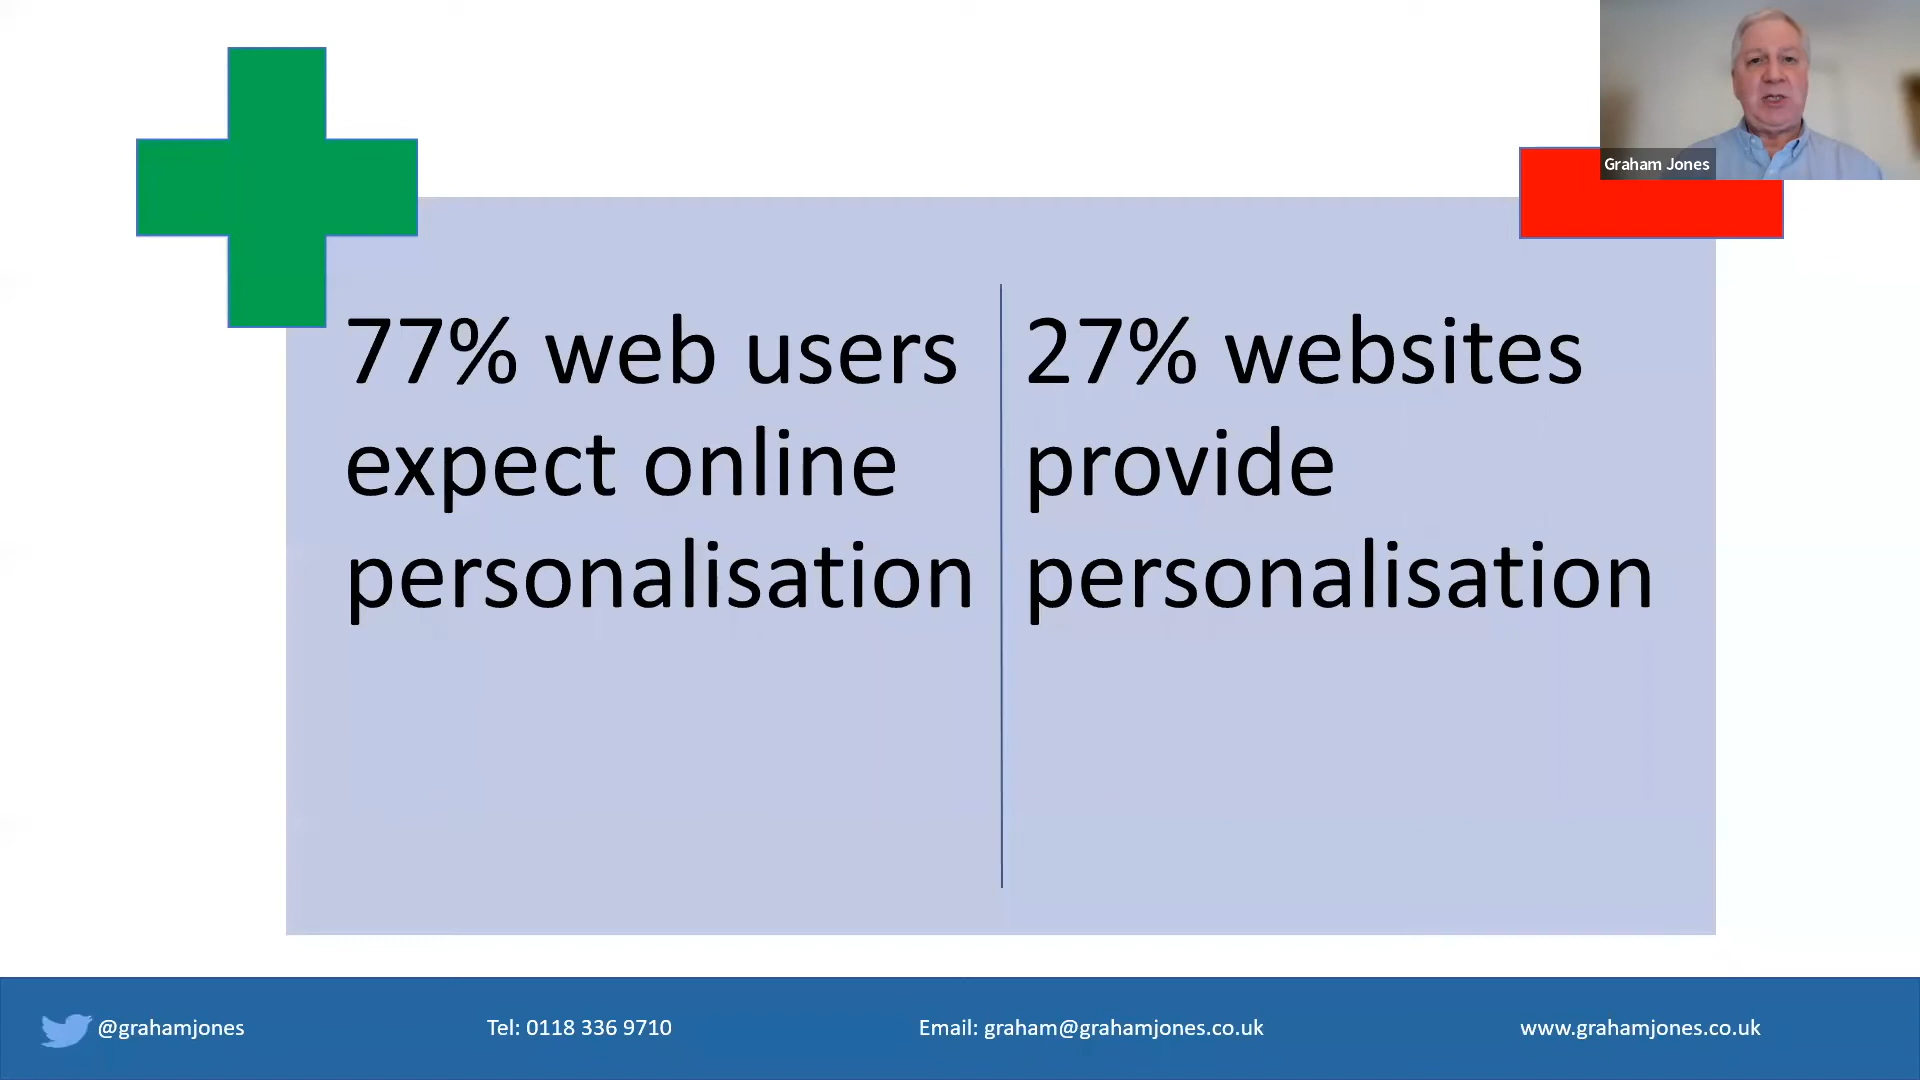 Graham Jones
77% web users
expect online
personalisation
27% websites
provide
personalisation
@grahamjones
Tel: 0118 336 9710
Email: graham@grahamjones.co.uk
www.grahamjones.co.uk